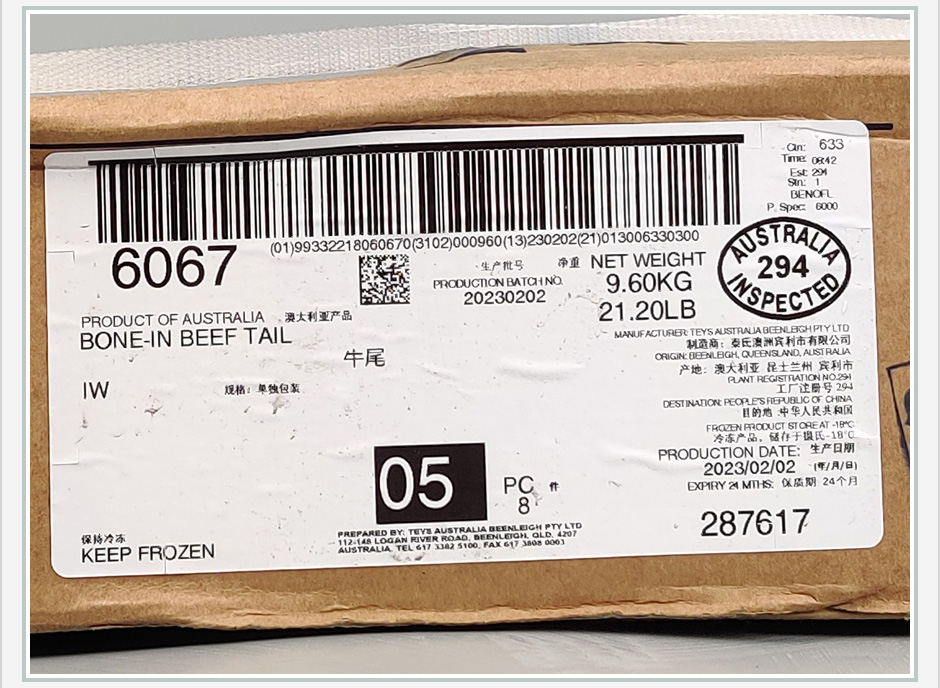 Ctn: 633
Time: 08:42
Est: 294
Stn: 1
BENOFL
P. Spec: 6000
(01)99332218060670(3102)000960(13)230202(21)013006330300
6067
生产批号
PRODUCTION BATCH NO.
20230202
净重 NET WEIGHT
9.60KG
21.20LB
AUSTRALIA
294
INSPECTED
PRODUCT OF AUSTRALIA 澳大利亚产品
BONE-IN BEEF TAIL
牛尾
IW 规格: 单独包装
MANUFACTURER: TEYS AUSTRALIA BEENLEIGH PTY LTD
制造商: 泰氏澳洲宾利市有限公司
ORIGIN: BEENLEIGH, QUEENSLAND, AUSTRALIA
产地: 澳大利亚 昆士兰州 宾利市
PLANT REGISTRATION NO.294
工厂注册号 294
DESTINATION: PEOPLE'S REPUBLIC OF CHINA
目的地 :中华人民共和国
FROZEN PRODUCT STORE AT -18°C
冷冻产品, 储存于摄氏-18°C
PRODUCTION DATE: 生产日期
2023/02/02 (年/月/日)
EXPIRY 24 MTHS: 保质期 24个月
287617
05
PC 件
8
保持冷冻
KEEP FROZEN
PREPARED BY: TEYS AUSTRALIA BEENLEIGH PTY LTD
112-148 LOGAN RIVER ROAD, BEENLEIGH, QLD, 4207
AUSTRALIA, TEL 617 3382 5100, FAX 617 3808 0003